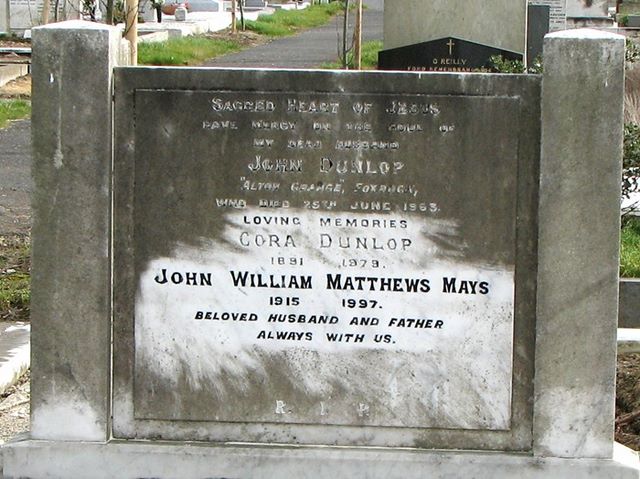 O REILLY
SACRED HEART OF JESUS
HAVE MERCY ON THE SOUL OF
MY DEAR HUSBAND
JOHN DUNLOP
"ALTON GRANGE", FOXROCK,
WHO DIED 25TH JUNE 1963.
LOVING MEMORIES
CORA DUNLOP
1891 1979.
JOHN WILLIAM MATTHEWS MAYS
1915 1997.
BELOVED HUSBAND AND FATHER
ALWAYS WITH US.
R. I. P.